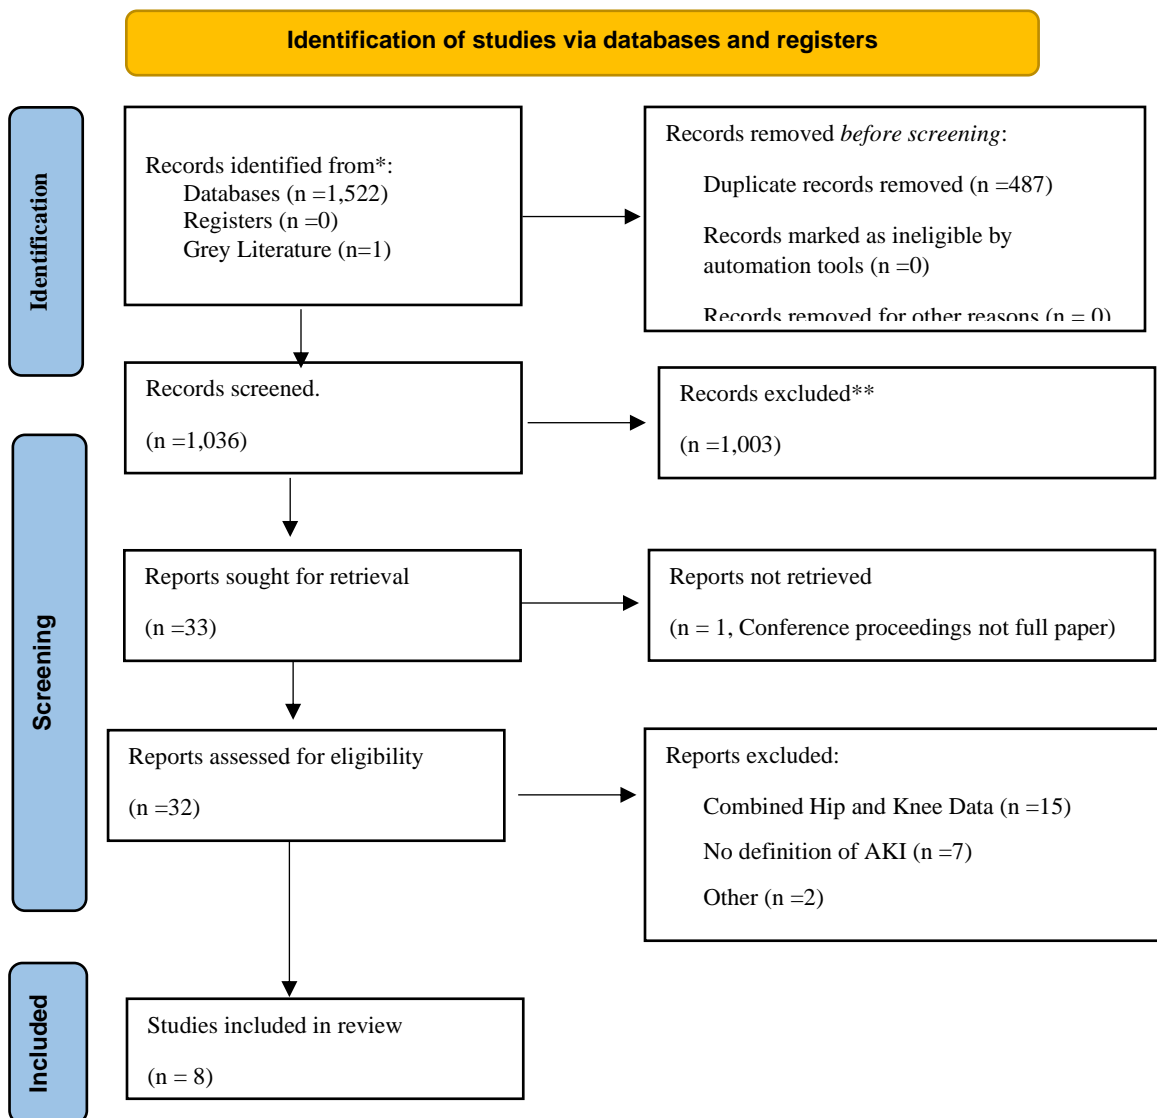 Identification of studies via databases and registers
Identification
Records identified from*:
Databases (n =1,522)
Registers (n =0)
Grey Literature (n=1)
Records removed before screening:
Duplicate records removed (n =487)
Records marked as ineligible by
automation tools (n =0)
Records removed for other reasons (n = 0)
Screening
Records screened.
(n =1,036)
Records excluded**
(n =1,003)
Reports sought for retrieval
(n =33)
Reports not retrieved
(n = 1, Conference proceedings not full paper)
Reports assessed for eligibility
(n =32)
Reports excluded:
Combined Hip and Knee Data (n =15)
No definition of AKI (n =7)
Other (n =2)
Included
Studies included in review
(n = 8)